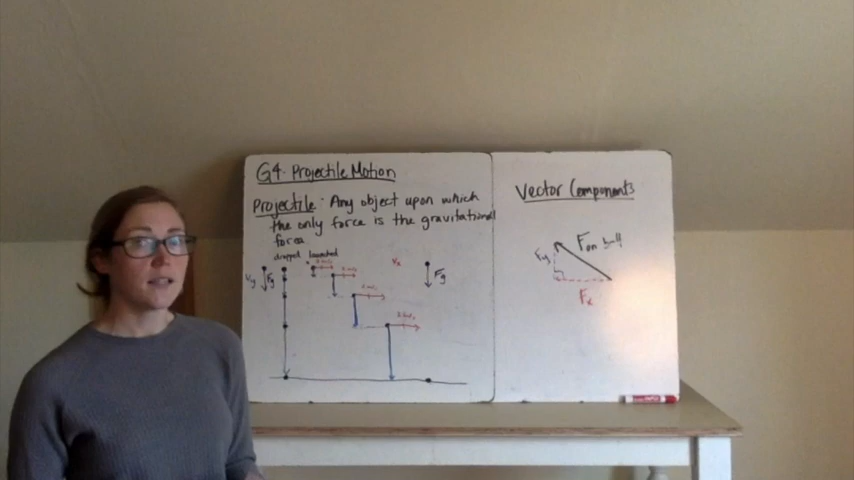 G4: Projectile Motion
Projectile: Any object upon which
the only force is the gravitational
force
dropped launched
Vy
Fg
Vx
Fg
Vector Components
F on ball
Fy
Fx